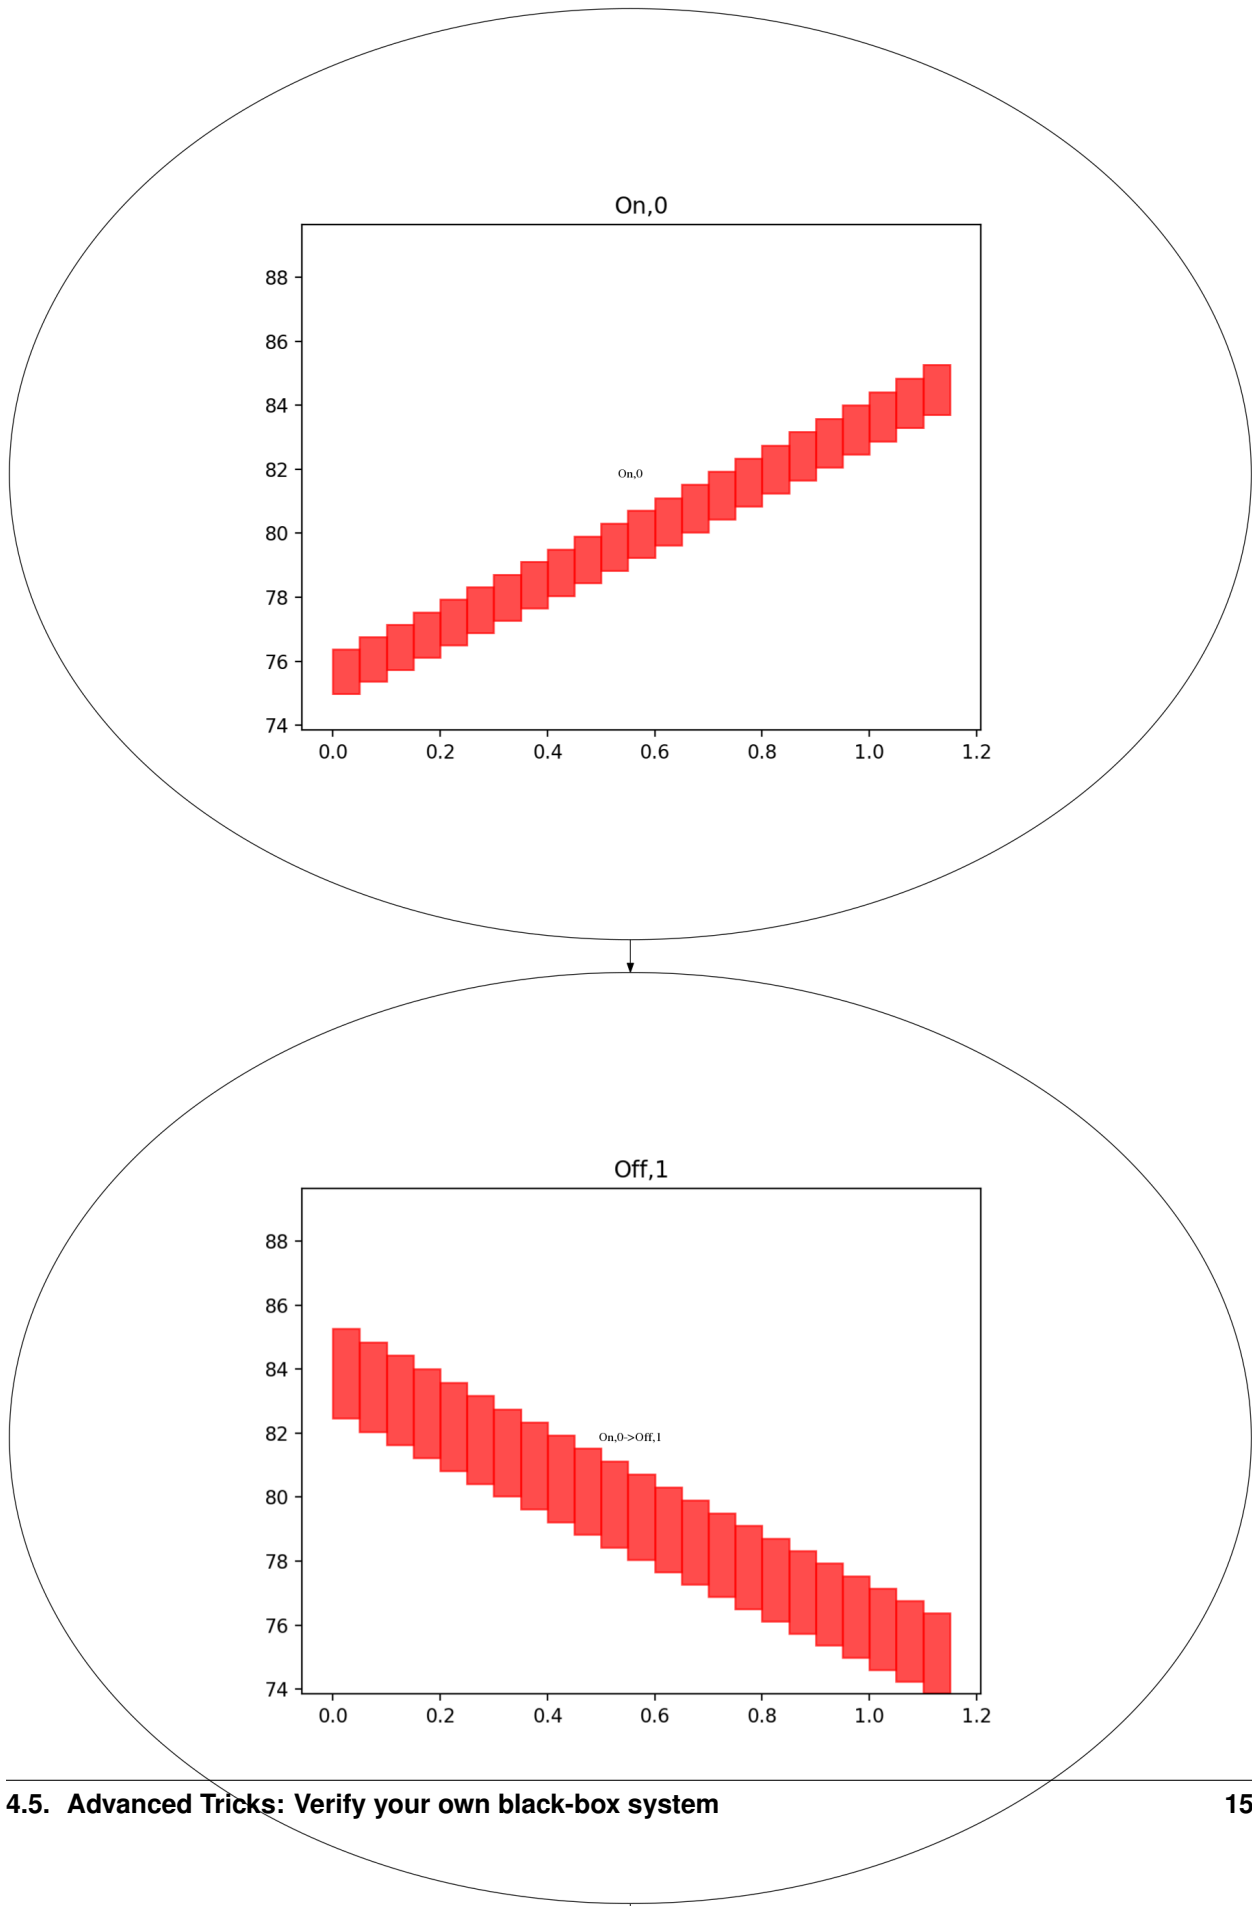 On,0
88
86
84
82
On,0
80
78
76
74
0.0 0.2 0.4 0.6 0.8 1.0 1.2
Off,1
88
86
84
82
On,0->Off,1
80
78
76
74
0.0 0.2 0.4 0.6 0.8 1.0 1.2
4.5. Advanced Tricks: Verify your own black-box system 15